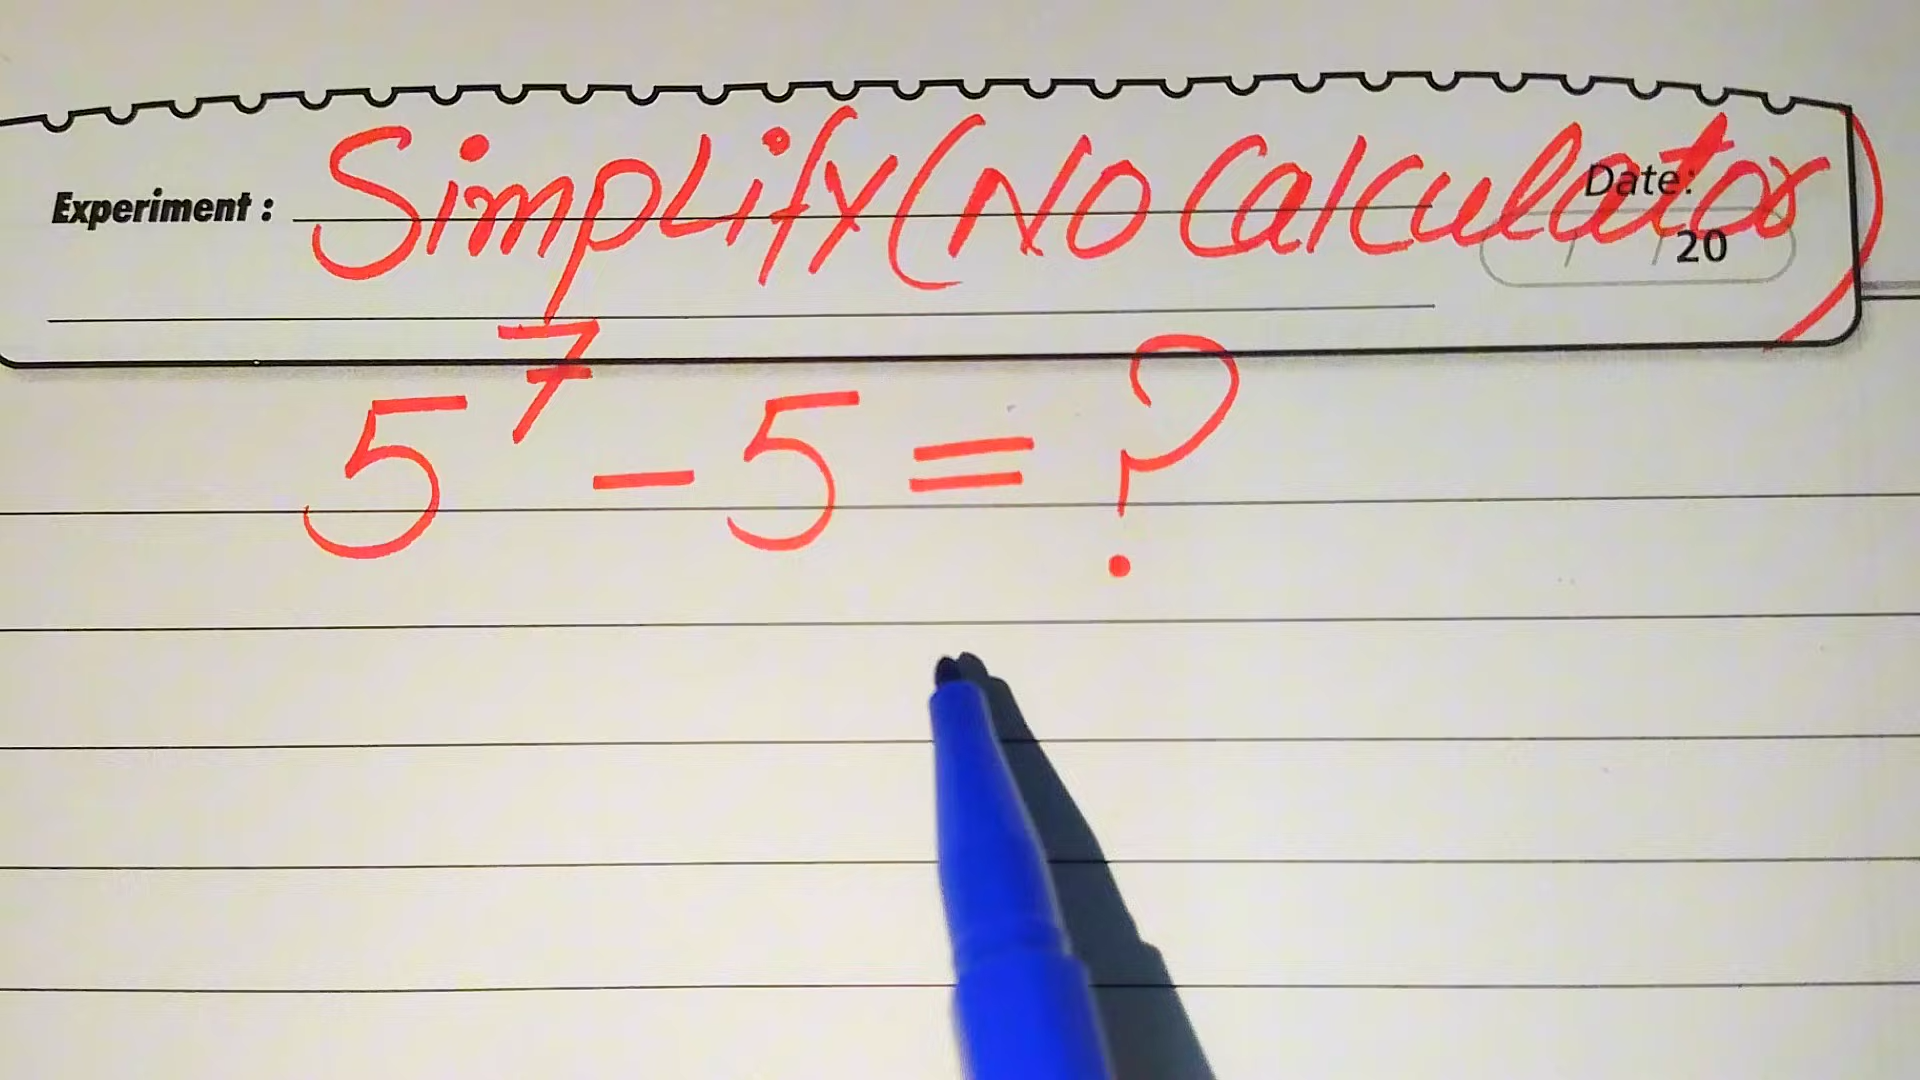 Experiment: Simplify (No Calculator)
Date:
20
5⁷ - 5 = ?